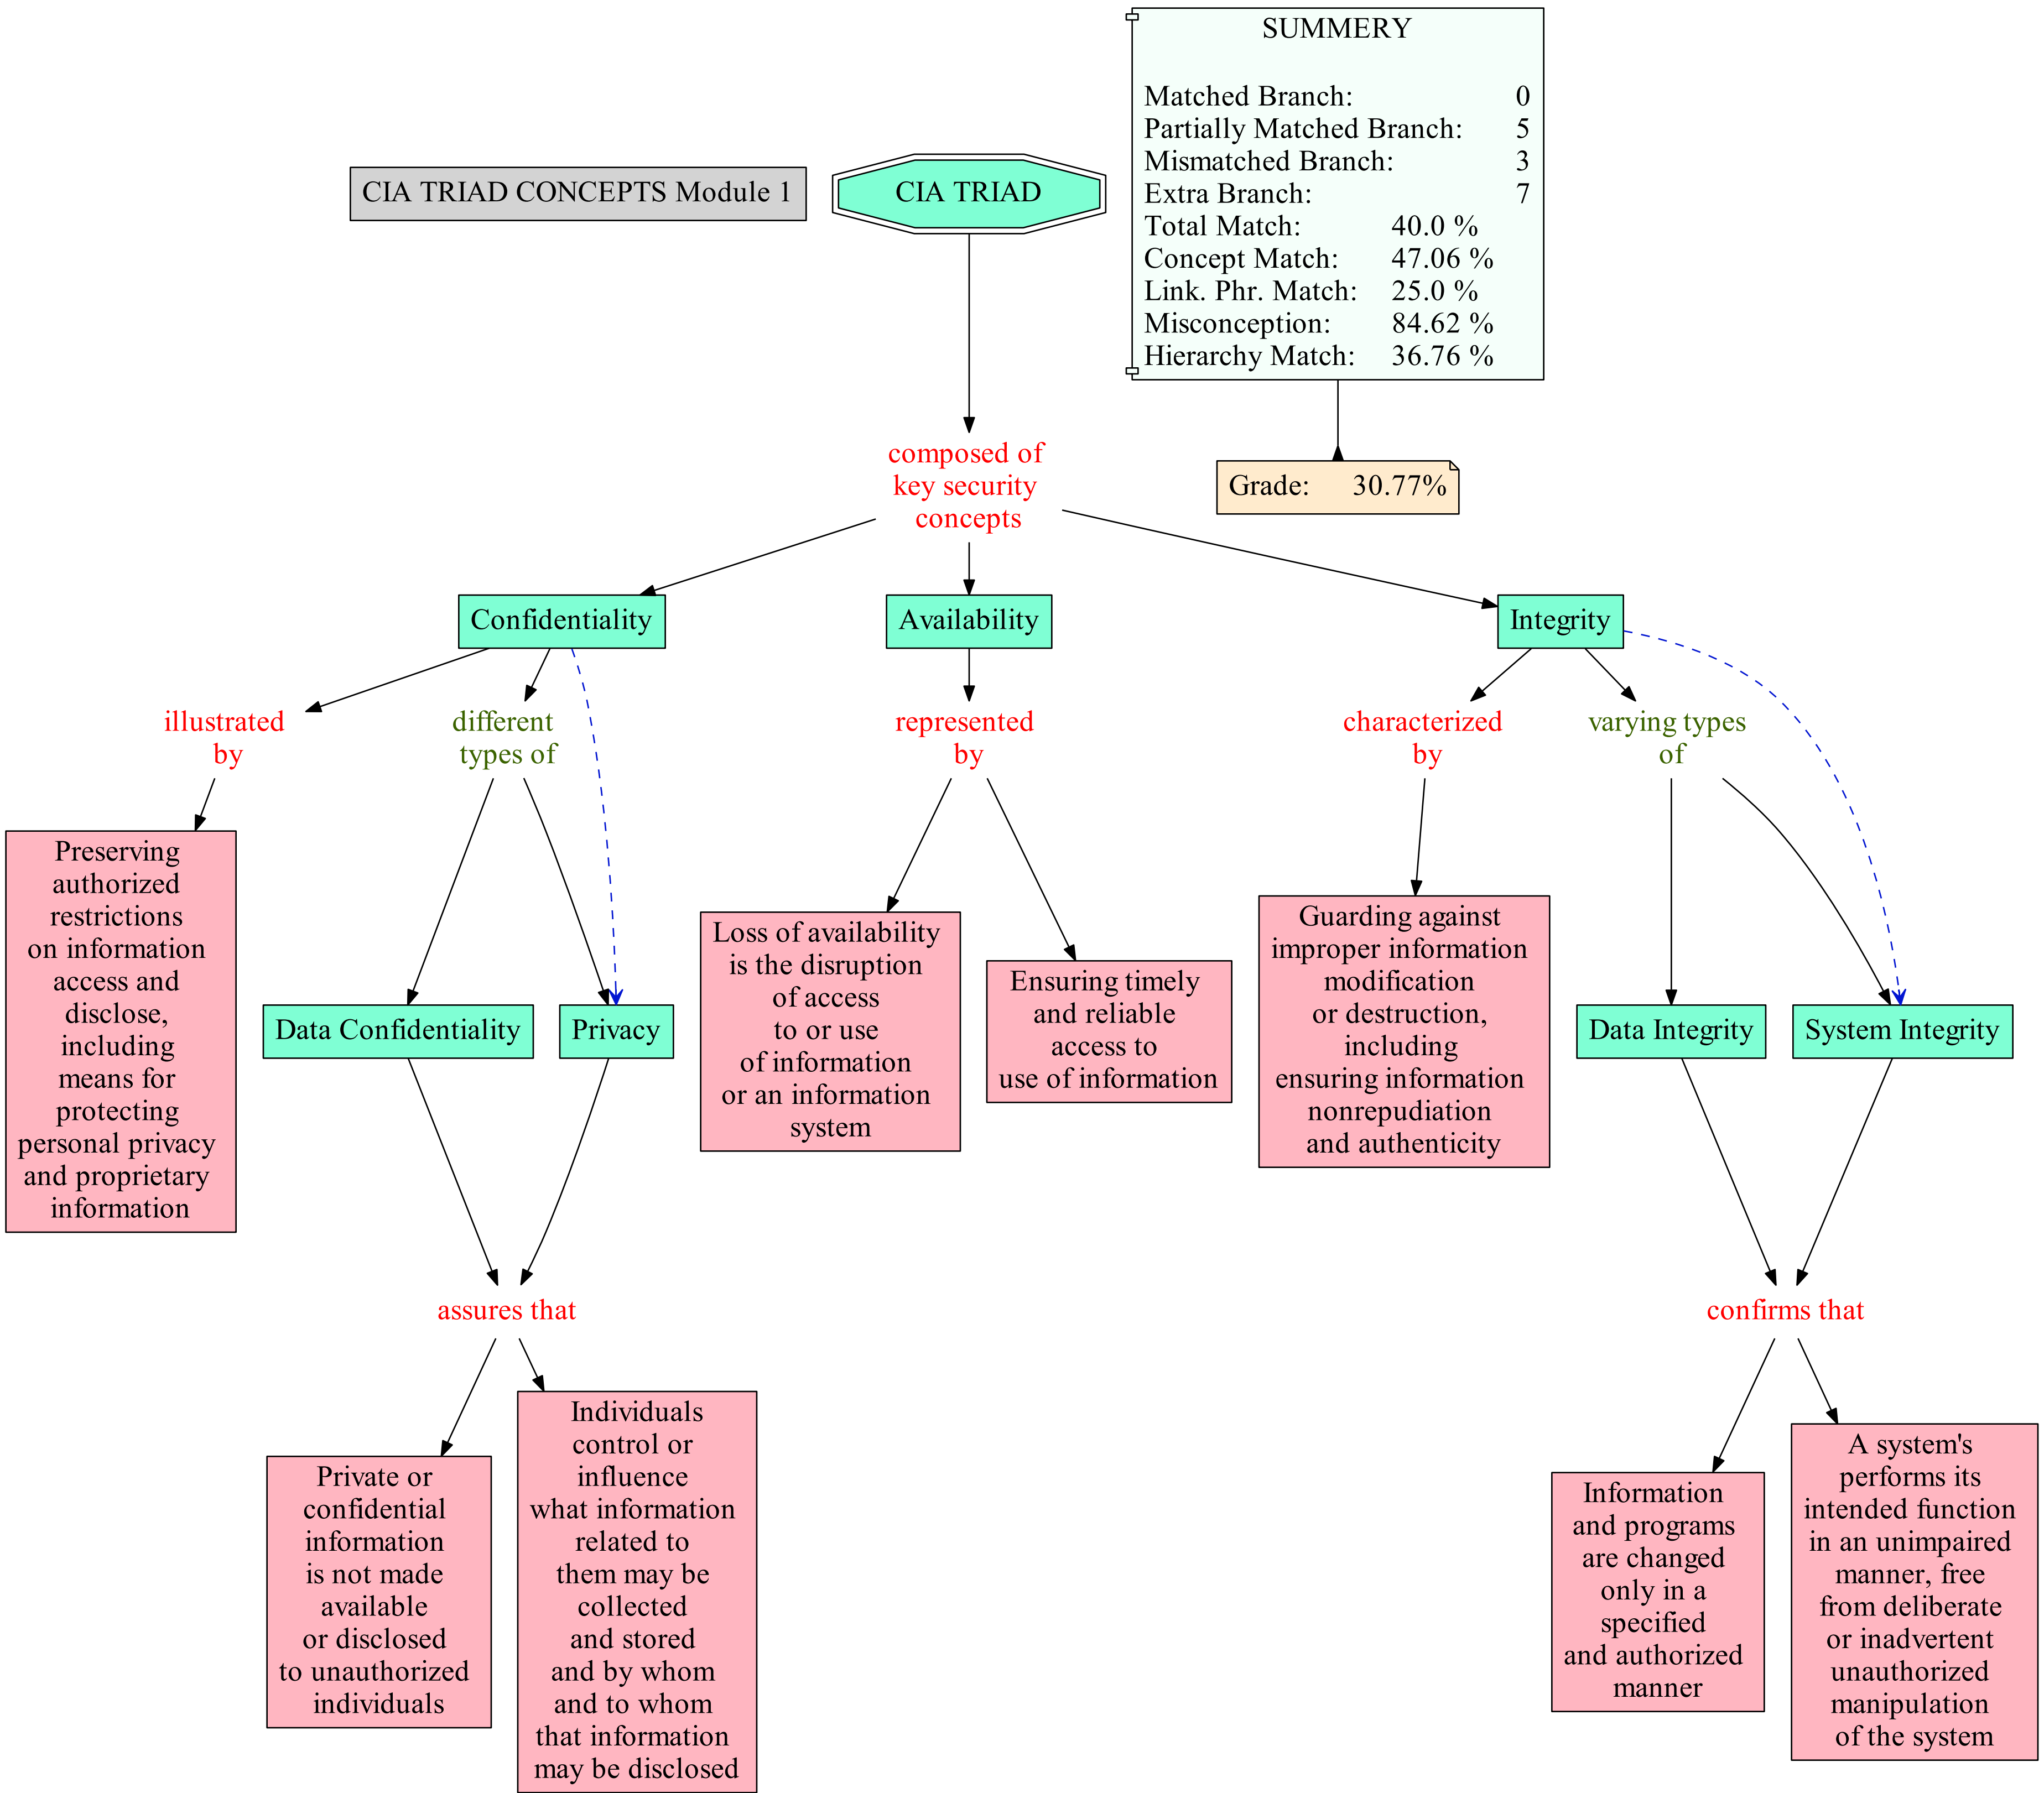 SUMMERY
Matched Branch: 0
Partially Matched Branch: 5
Mismatched Branch: 3
Extra Branch: 7
Total Match: 40.0 %
Concept Match: 47.06 %
Link. Phr. Match: 25.0 %
Misconception: 84.62 %
Hierarchy Match: 36.76 %
CIA TRIAD CONCEPTS Module 1
CIA TRIAD
Grade: 30.77%
composed of
key security
concepts
Confidentiality
Availability
Integrity
illustrated
by
different
types of
represented
by
characterized
by
varying types
of
Preserving
authorized
restrictions
on information
access and
disclose,
including
means for
protecting
personal privacy
and proprietary
information
Data Confidentiality
Privacy
Loss of availability
is the disruption
of access
to or use
of information
or an information
system
Ensuring timely
and reliable
access to
use of information
Guarding against
improper information
modification
or destruction,
including
ensuring information
nonrepudiation
and authenticity
Data Integrity
System Integrity
assures that
confirms that
Private or
confidential
information
is not made
available
or disclosed
to unauthorized
individuals
Individuals
control or
influence
what information
related to
them may be
collected
and stored
and by whom
and to whom
that information
may be disclosed
Information
and programs
are changed
only in a
specified
and authorized
manner
A system's
performs its
intended function
in an unimpaired
manner, free
from deliberate
or inadvertent
unauthorized
manipulation
of the system